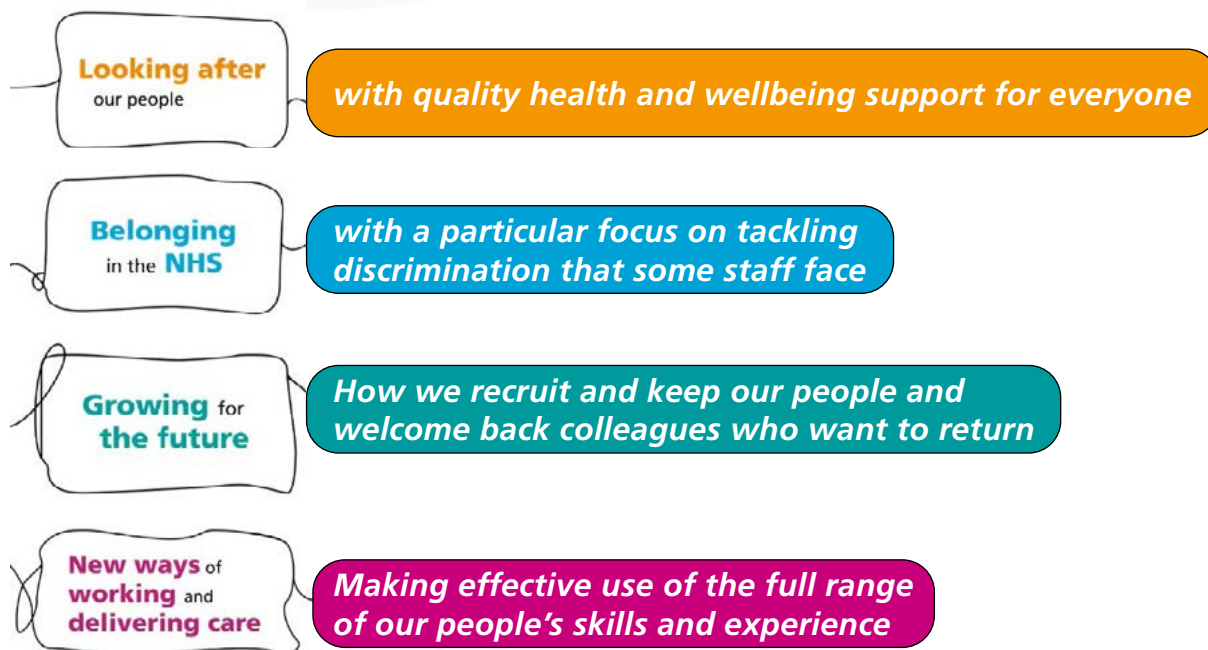 Looking after
our people
with quality health and wellbeing support for everyone
Belonging
in the NHS
with a particular focus on tackling
discrimination that some staff face
Growing for
the future
How we recruit and keep our people and
welcome back colleagues who want to return
New ways of
working and
delivering care
Making effective use of the full range
of our people's skills and experience